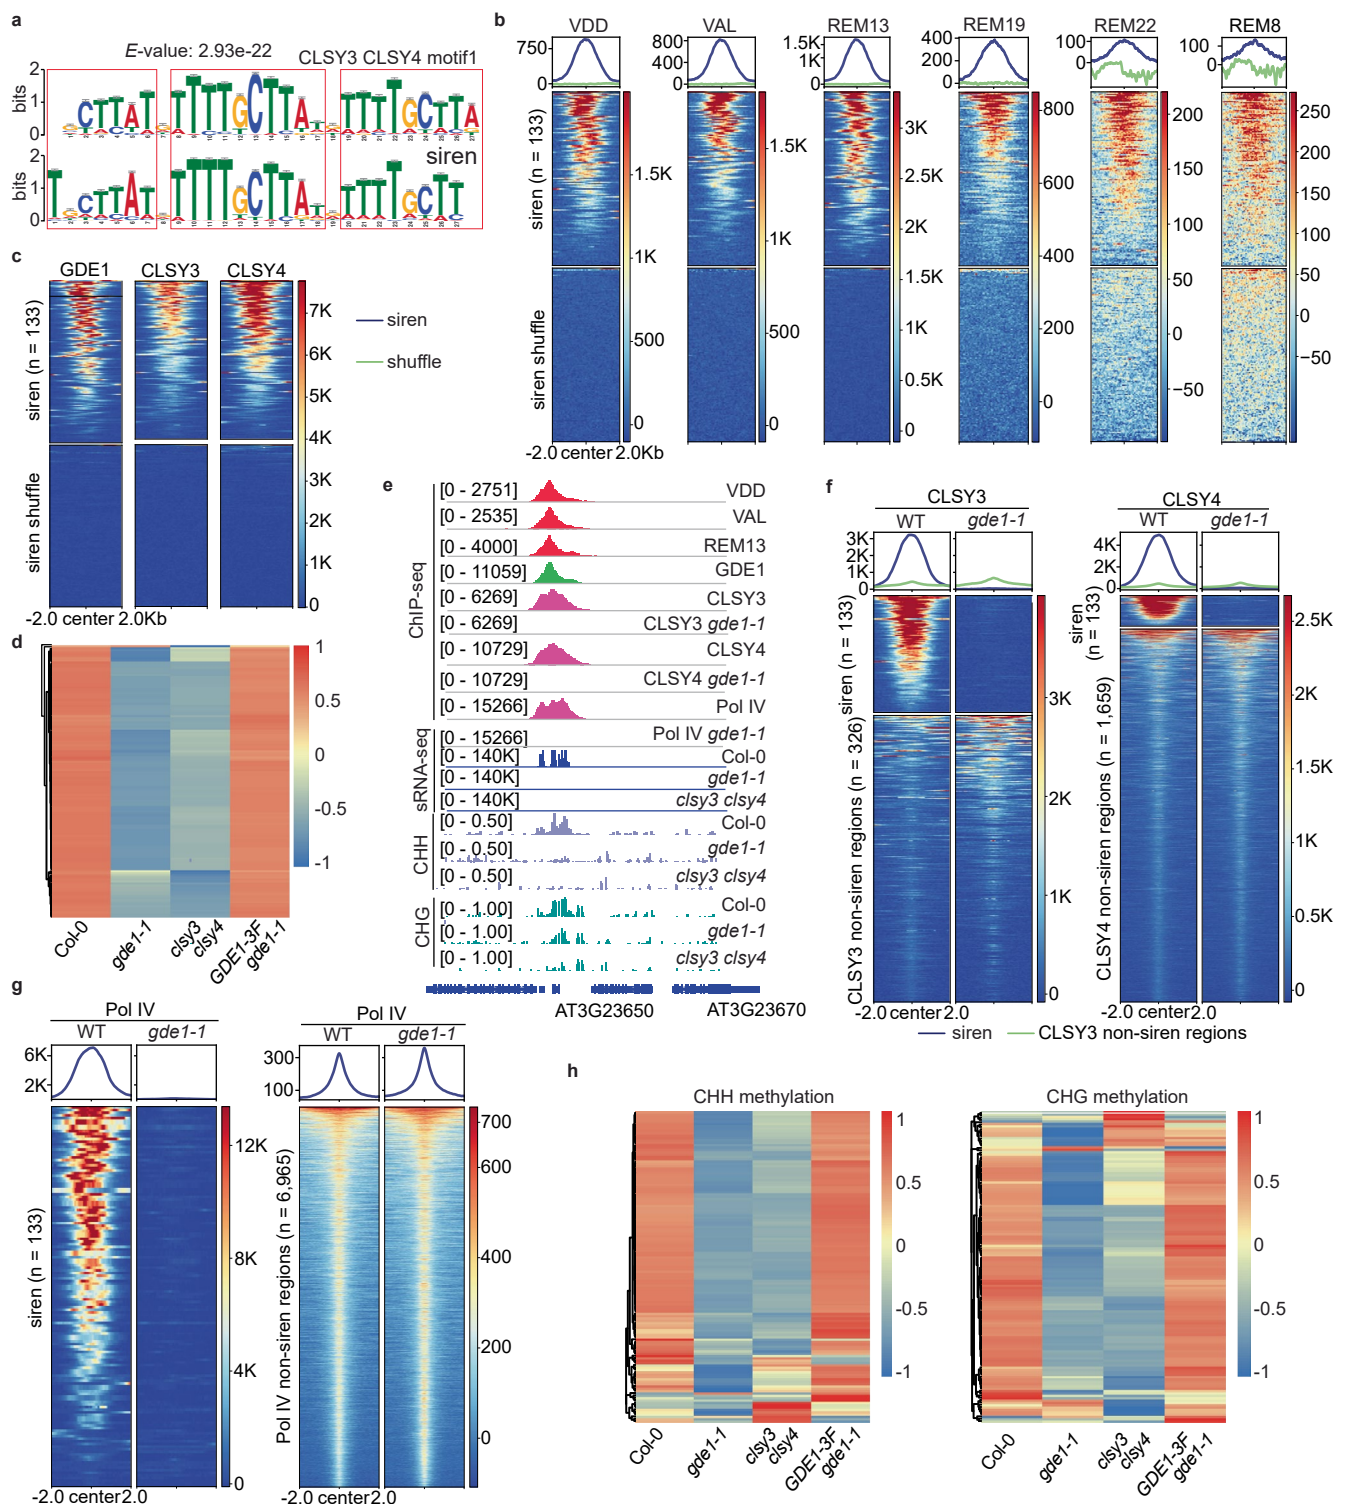 a
E-value: 2.93e-22
CLSY3 CLSY4 motif1
bits
2
1
0
siren
bits
2
1
0
b
VDD
VAL
REM13
REM19
REM22
REM8
750
0
800
400
0
1.5K
1K
0
400
200
0
100
0
100
0
siren (n = 133)
siren shuffle
1.5K
1K
500
0
1.5K
1K
500
0
3K
2.5K
2K
1.5K
1K
0.5K
0
800
600
400
200
0
200
150
100
50
0
−50
250
200
150
100
50
0
−50
-2.0 center 2.0Kb
c
GDE1
CLSY3
CLSY4
siren (n = 133)
siren shuffle
7K
6K
5K
4K
3K
2K
1K
0
siren
shuffle
-2.0 center 2.0Kb
d
1
0.5
0
-0.5
-1
Col-0
gde1-1
clsy3
clsy4
GDE1-3F
gde1-1
e
ChIP-seq
[0 - 2751] VDD
[0 - 2535] VAL
[0 - 4000] REM13
[0 - 11059] GDE1
[0 - 6269] CLSY3
[0 - 6269] CLSY3 gde1-1
[0 - 10729] CLSY4
[0 - 10729] CLSY4 gde1-1
[0 - 15266] Pol IV
[0 - 15266] Pol IV gde1-1
sRNA-seq
[0 - 140K] Col-0
[0 - 140K] gde1-1
[0 - 140K] clsy3 clsy4
CHH
[0 - 0.50] Col-0
[0 - 0.50] gde1-1
[0 - 0.50] clsy3 clsy4
CHG
[0 - 1.00] Col-0
[0 - 1.00] gde1-1
[0 - 1.00] clsy3 clsy4
AT3G23650
AT3G23670
f
CLSY3
WT
gde1-1
3K
2K
1K
0
siren (n = 133)
CLSY3 non-siren regions (n = 326)
3K
2K
1K
0
-2.0 center 2.0
CLSY4
WT
gde1-1
4K
2K
0
siren
(n = 133)
CLSY4 non-siren regions (n = 1,659)
2.5K
2K
1.5K
1K
0.5K
0
-2.0 center 2.0
siren
CLSY3 non-siren regions
g
Pol IV
WT
gde1-1
6K
2K
siren (n = 133)
12K
8K
4K
0
-2.0 center2.0
Pol IV
WT
gde1-1
300
100
Pol IV non-siren regions (n = 6,965)
700
600
400
200
0
-2.0 center2.0
h
CHH methylation
1
0.5
0
-0.5
-1
Col-0
gde1-1
clsy3
clsy4
GDE1-3F
gde1-1
CHG methylation
1
0.5
0
-0.5
-1
Col-0
gde1-1
clsy3
clsy4
GDE1-3F
gde1-1